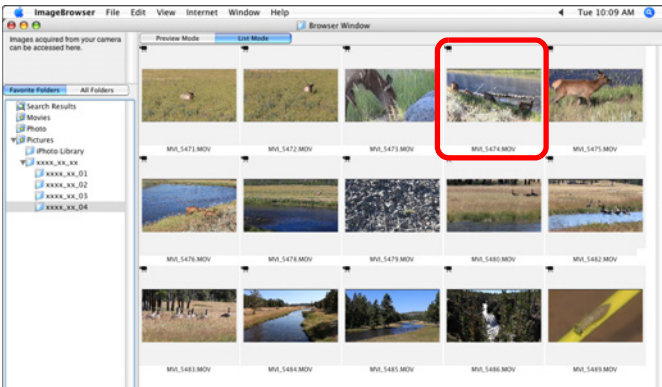 ImageBrowser File Edit View Internet Window Help Tue 10:09 AM
Browser Window
Images acquired from your camera
can be accessed here.
Preview Mode List Mode
Favorite Folders All Folders
Search Results
Movies
Photo
Pictures
iPhoto Library
xxxx_xx_xx
xxxx_xx_01
xxxx_xx_02
xxxx_xx_03
xxxx_xx_04
MVI_5471.MOV MVI_5472.MOV MVI_5473.MOV MVI_5474.MOV MVI_5475.MOV
MVI_5476.MOV MVI_5478.MOV MVI_5479.MOV MVI_5480.MOV MVI_5482.MOV
MVI_5483.MOV MVI_5484.MOV MVI_5485.MOV MVI_5486.MOV MVI_5489.MOV